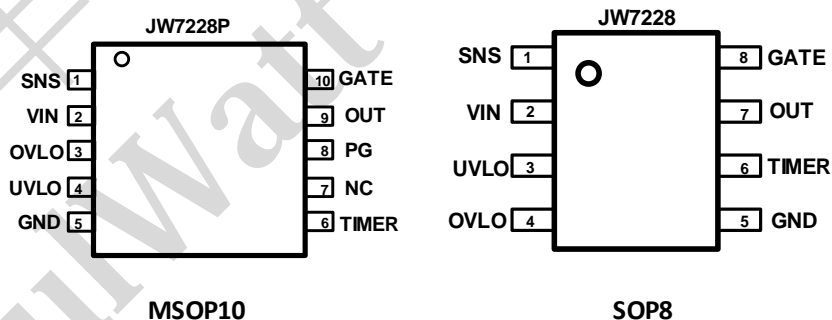 JW7228P
SNS 1
VIN 2
OVLO 3
UVLO 4
GND 5
10 GATE
9 OUT
8 PG
7 NC
6 TIMER
MSOP10
JW7228
SNS 1
VIN 2
UVLO 3
OVLO 4
8 GATE
7 OUT
6 TIMER
5 GND
SOP8
ulWatt